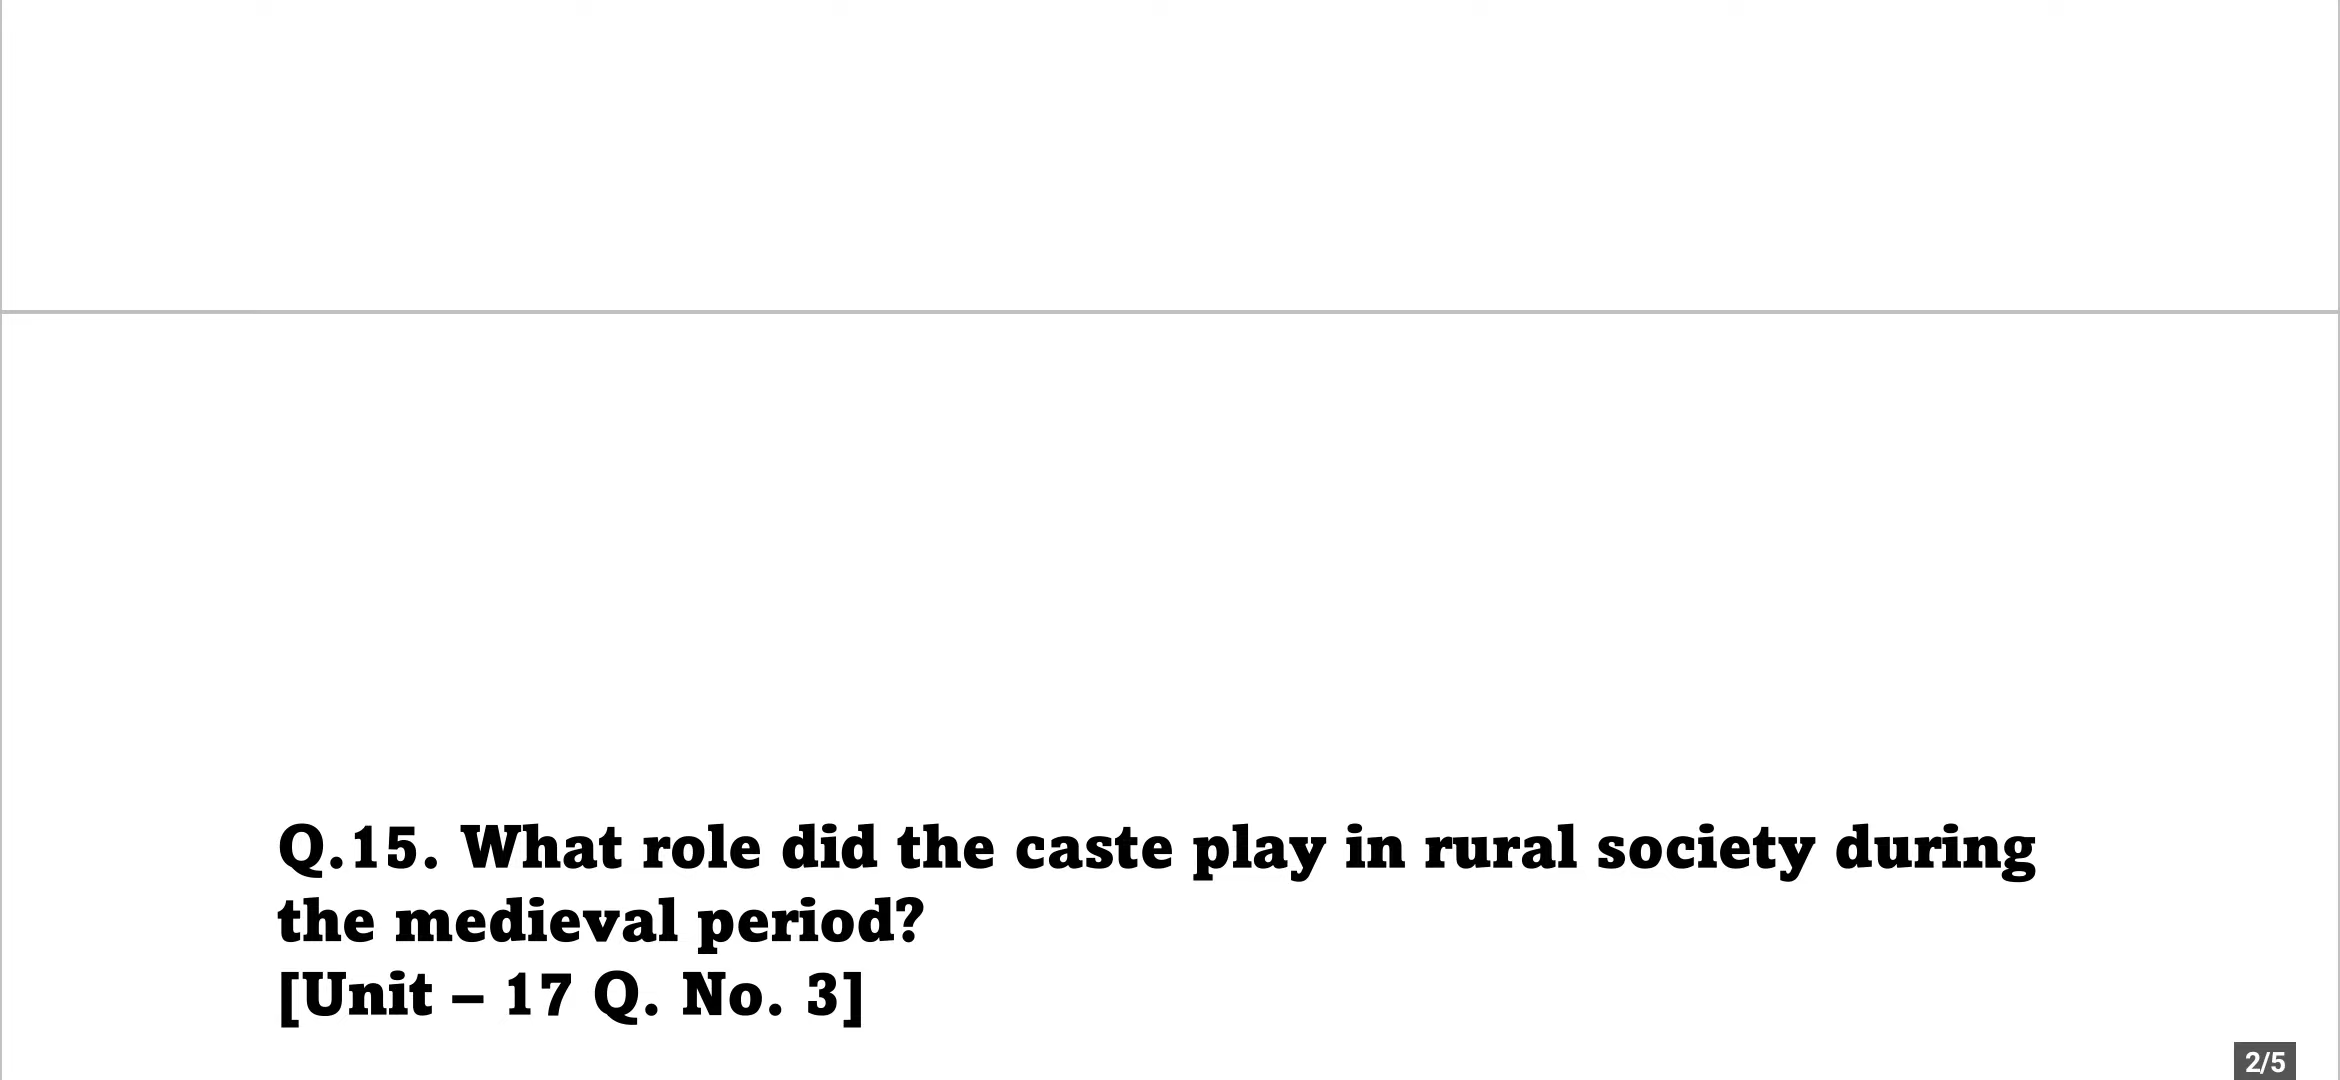 Q.15. What role did the caste play in rural society during
the medieval period?
[Unit – 17 Q. No. 3]
2/5